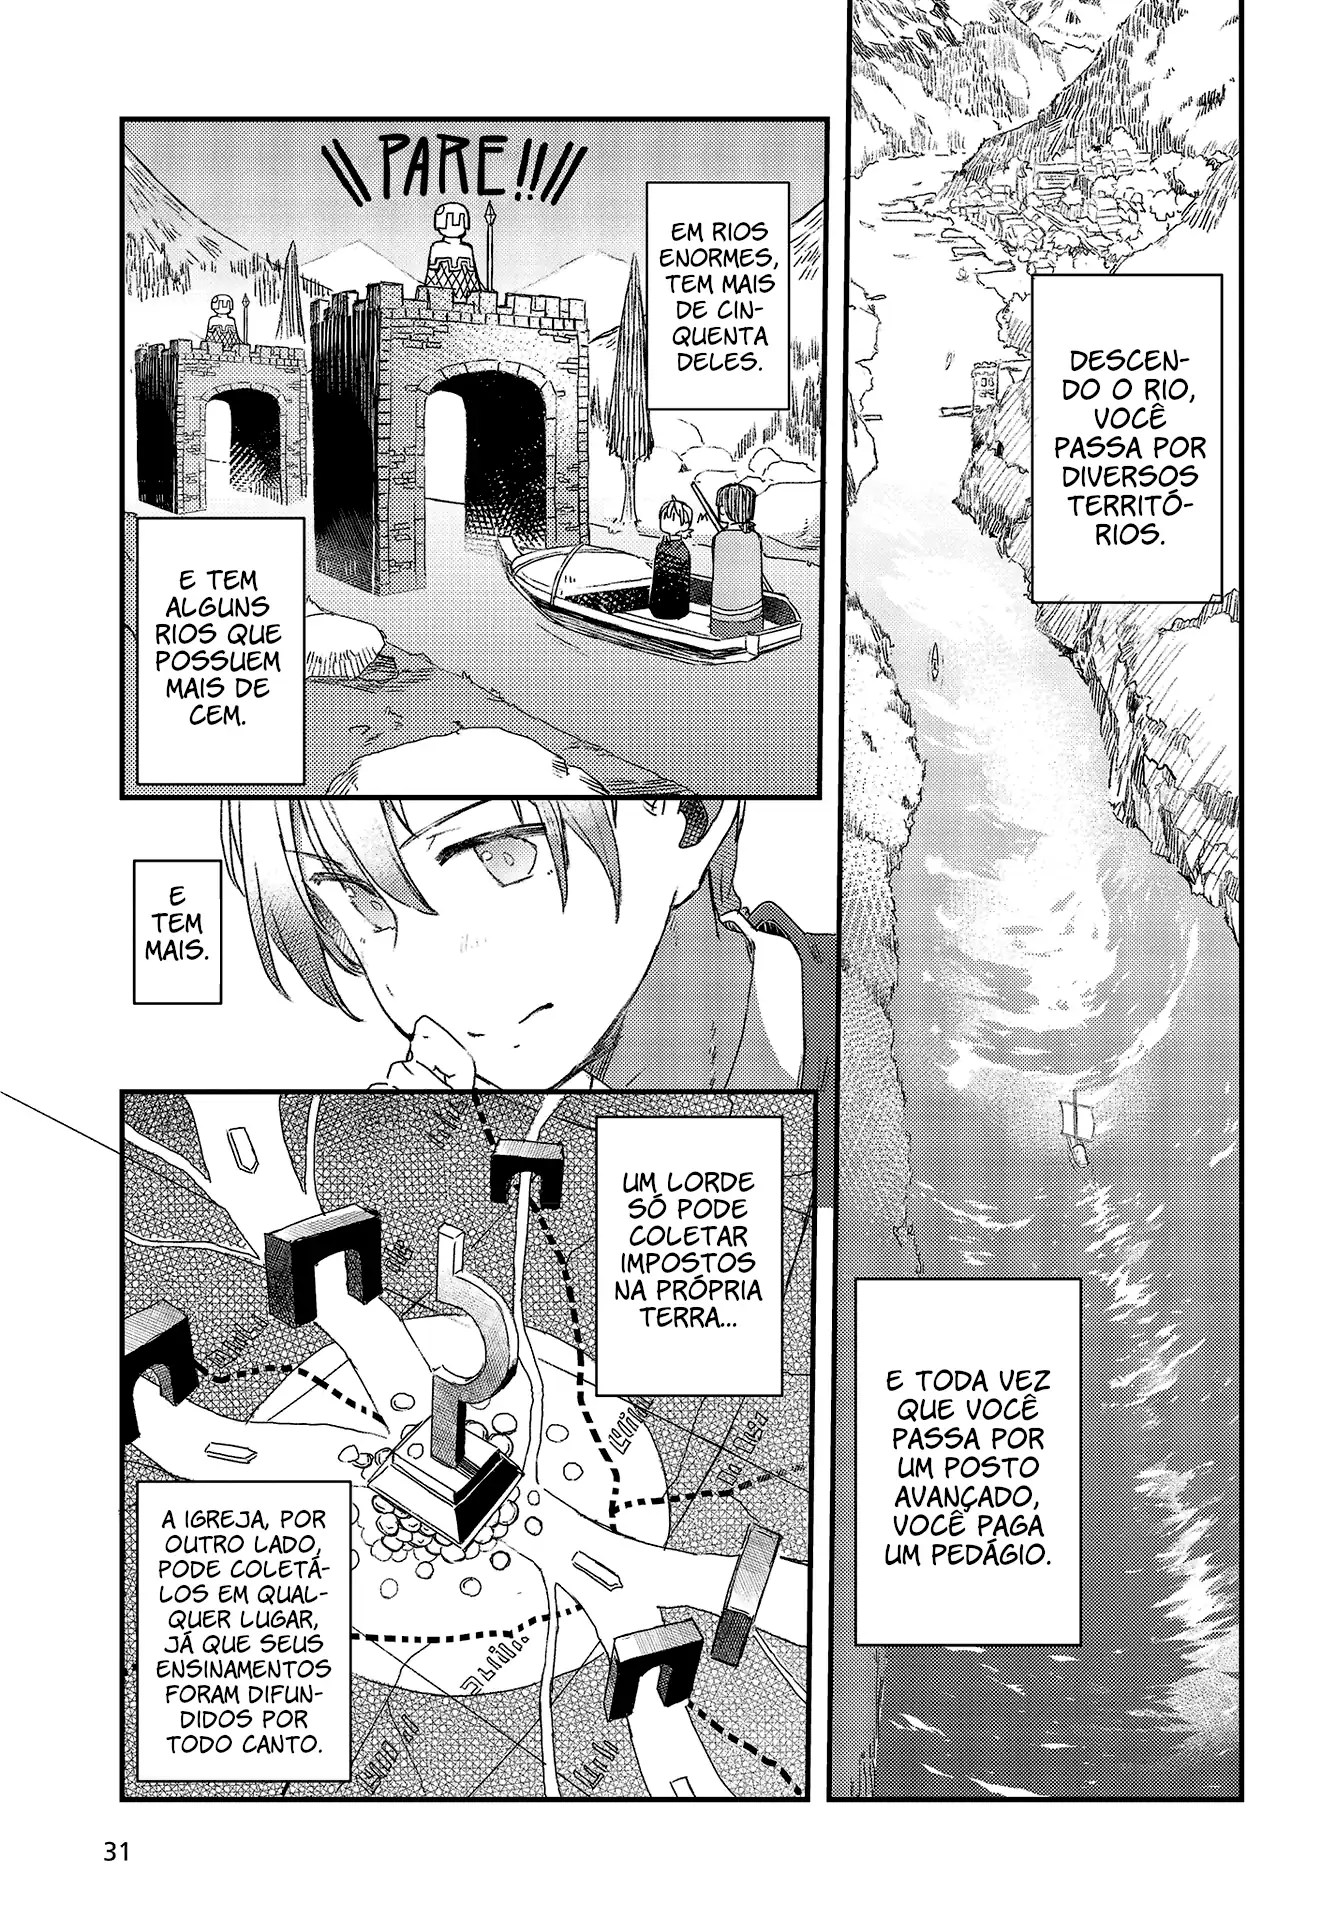 DESCEN-
DO O RIO,
VOCÊ
PASSA POR
DIVERSOS
TERRITÓ-
RIOS.
E TODA VEZ
QUE VOCÊ
PASSA POR
UM POSTO
AVANÇADO,
VOCÊ PAGA
UM PEDÁGIO.
PARE!!
EM RIOS
ENORMES,
TEM MAIS
DE CIN-
QUENTA
DELES.
E TEM
ALGUNS
RIOS QUE
POSSUEM
MAIS DE
CEM.
E
TEM
MAIS.
UM LORDE
SÓ PODE
COLETAR
IMPOSTOS
NA PRÓPRIA
TERRA...
A IGREJA, POR
OUTRO LADO,
PODE COLETÁ-
LOS EM QUAL-
QUER LUGAR,
JÁ QUE SEUS
ENSINAMENTOS
FORAM DIFUN-
DIDOS POR
TODO CANTO.
31